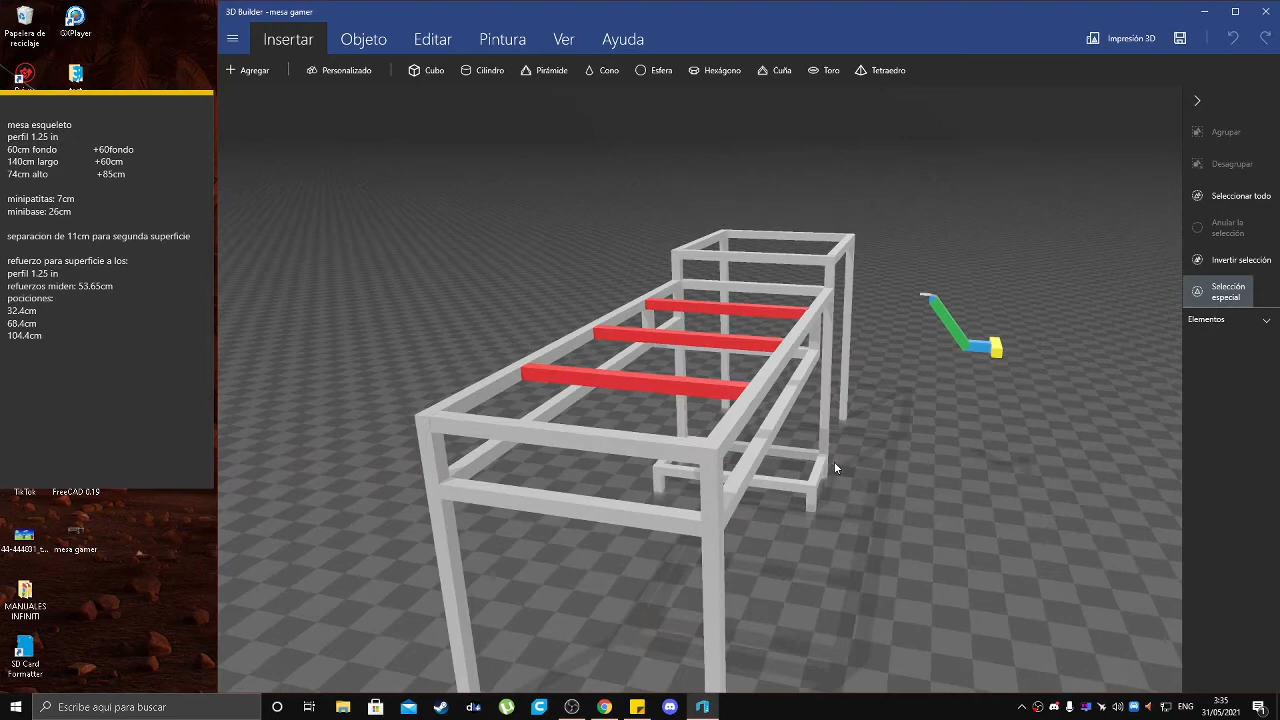 Papelera de
reciclaje
GXPlayer
3D Builder - mesa gamer
Insertar
Objeto
Editar
Pintura
Ver
Ayuda
Impresión 3D
Agregar
Personalizado
Cubo
Cilindro
Pirámide
Cono
Esfera
Hexágono
Cuña
Toro
Tetraedro
mesa esqueleto
perfil 1.25 in
60cm fondo +60fondo
140cm largo +60cm
74cm alto +85cm
minipatitas: 7cm
minibase: 26cm
separacion de 11cm para segunda superficie
refuerzo para superficie a los:
perfil 1.25 in
refuerzos miden: 53.65cm
pociciones:
32.4cm
68.4cm
104.4cm
Agrupar
Desagrupar
Seleccionar todo
Anular la
selección
Invertir selección
Selección
especial
Elementos
TikTok
FreeCAD 0.19
mesa gamer
MANUALES
INFINITI
SD Card
Formatter
Escribe aquí para buscar
ENG
3:35
31/05/2021